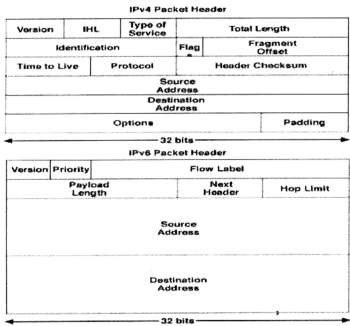 IPv4 Packet Header
Version IHL Type of Service Total Length
Identification Flag s Fragment Offset
Time to Live Protocol Header Checksum
Source Address
Destination Address
Options Padding
32 bits
IPv6 Packet Header
Version Priority Flow Label
Payload Length Next Header Hop Limit
Source Address
Destination Address
32 bits